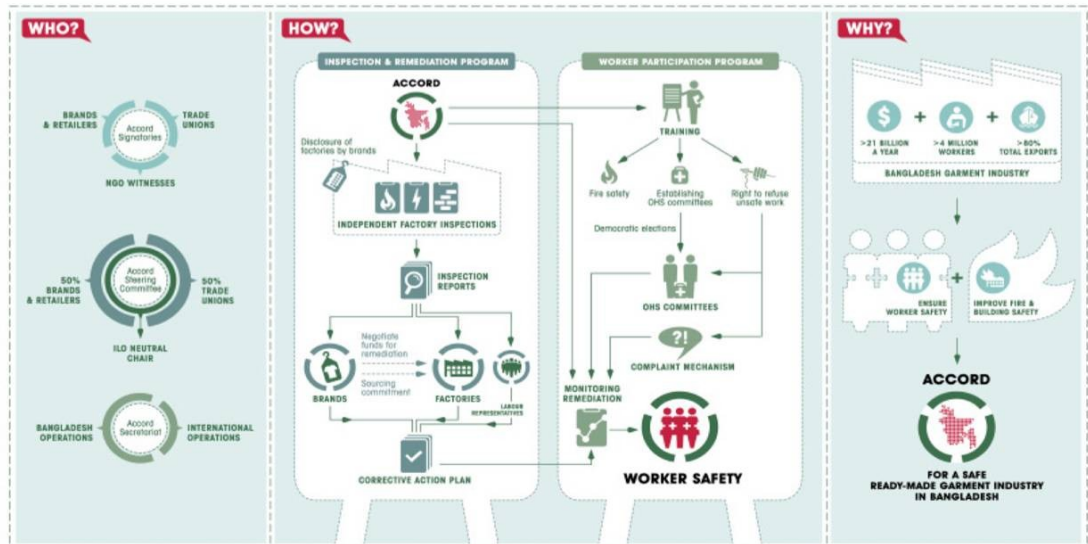 WHO?
BRANDS
& RETAILERS
Accord
Signatories
TRADE
UNIONS
NGO WITNESSES
50%
BRANDS
& RETAILERS
Accord
Steering
Committee
50%
TRADE
UNIONS
ILO NEUTRAL
CHAIR
BANGLADESH
OPERATIONS
Accord
Secretariat
INTERNATIONAL
OPERATIONS
HOW?
INSPECTION & REMEDIATION PROGRAM
ACCORD
Disclosure of
factories by brands
INDEPENDENT FACTORY INSPECTIONS
INSPECTION
REPORTS
Negotiate
funds for
remediation
Sourcing
commitment
BRANDS
FACTORIES
LABOUR
REPRESENTATIVES
CORRECTIVE ACTION PLAN
WORKER PARTICIPATION PROGRAM
TRAINING
Fire safety
Establishing
OHS committees
Right to refuse
unsafe work
Democratic elections
OHS COMMITTEES
?!
COMPLAINT MECHANISM
MONITORING
REMEDIATION
WORKER SAFETY
WHY?
$
+
+
>21 BILLION
A YEAR
>4 MILLION
WORKERS
>80%
TOTAL EXPORTS
BANGLADESH GARMENT INDUSTRY
+
ENSURE
WORKER SAFETY
IMPROVE FIRE &
BUILDING SAFETY
ACCORD
FOR A SAFE
READY-MADE GARMENT INDUSTRY
IN BANGLADESH